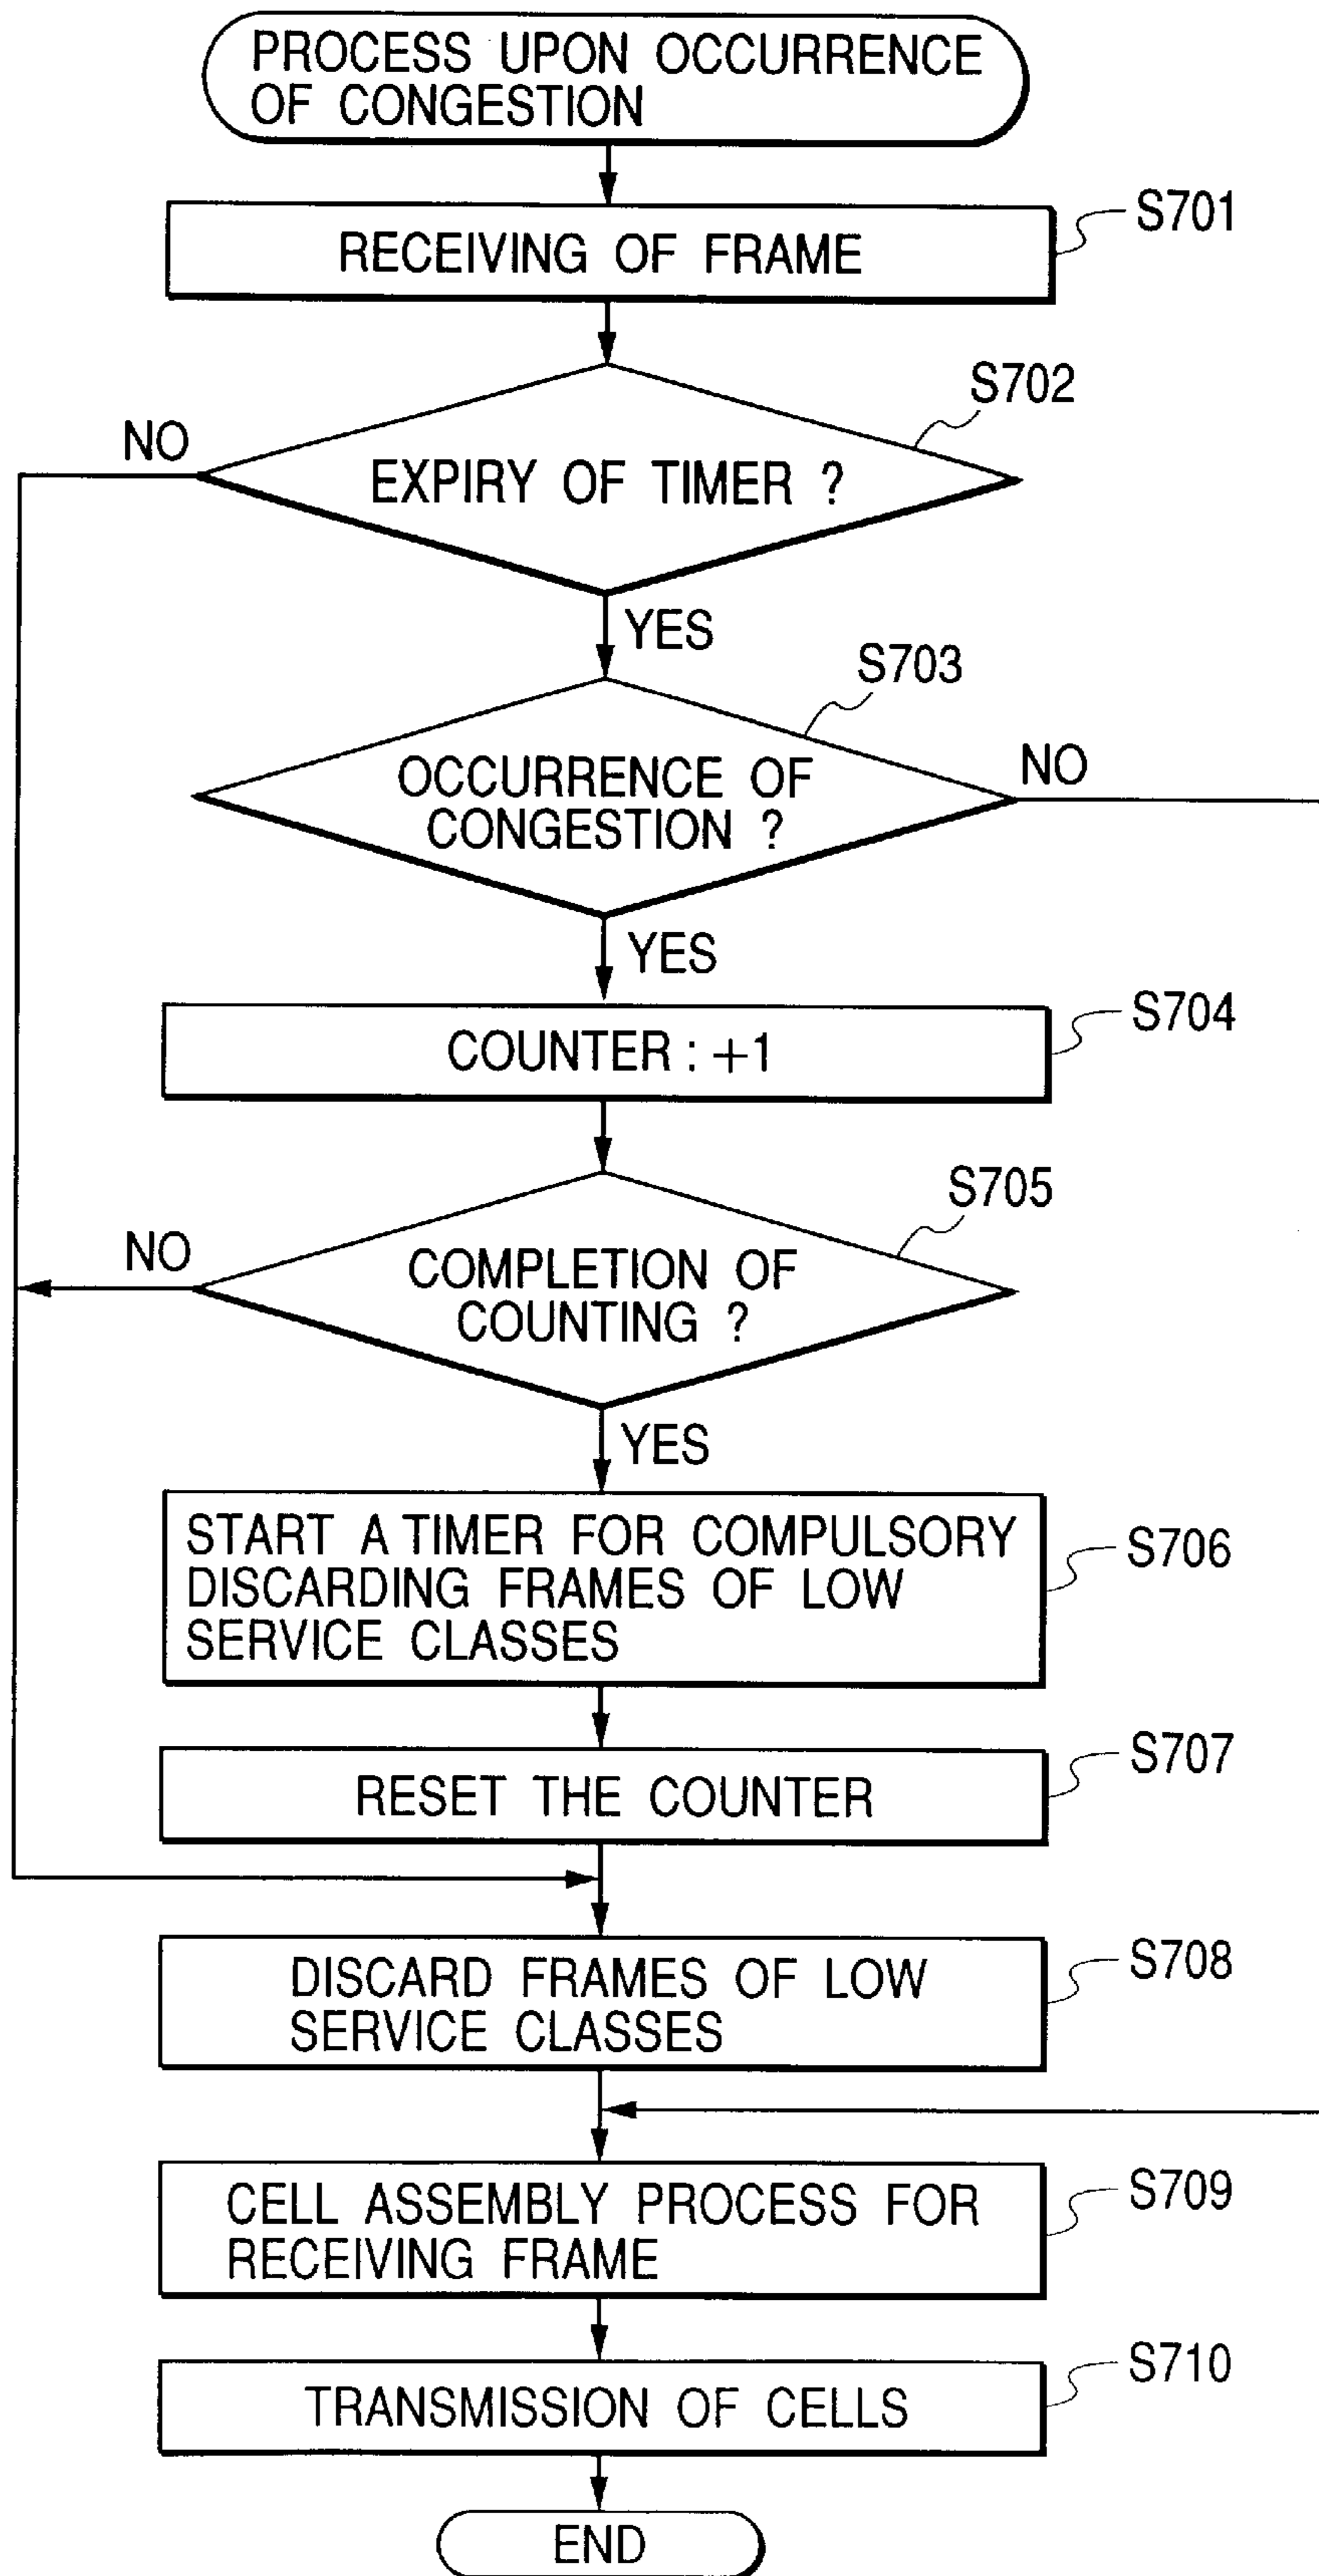 PROCESS UPON OCCURRENCE
OF CONGESTION
RECEIVING OF FRAME
S701
S702
NO
EXPIRY OF TIMER ?
YES
S703
OCCURRENCE OF
CONGESTION ?
NO
YES
COUNTER : +1
S704
S705
NO
COMPLETION OF
COUNTING ?
YES
START A TIMER FOR COMPULSORY
DISCARDING FRAMES OF LOW
SERVICE CLASSES
S706
RESET THE COUNTER
S707
DISCARD FRAMES OF LOW
SERVICE CLASSES
S708
CELL ASSEMBLY PROCESS FOR
RECEIVING FRAME
S709
TRANSMISSION OF CELLS
S710
END